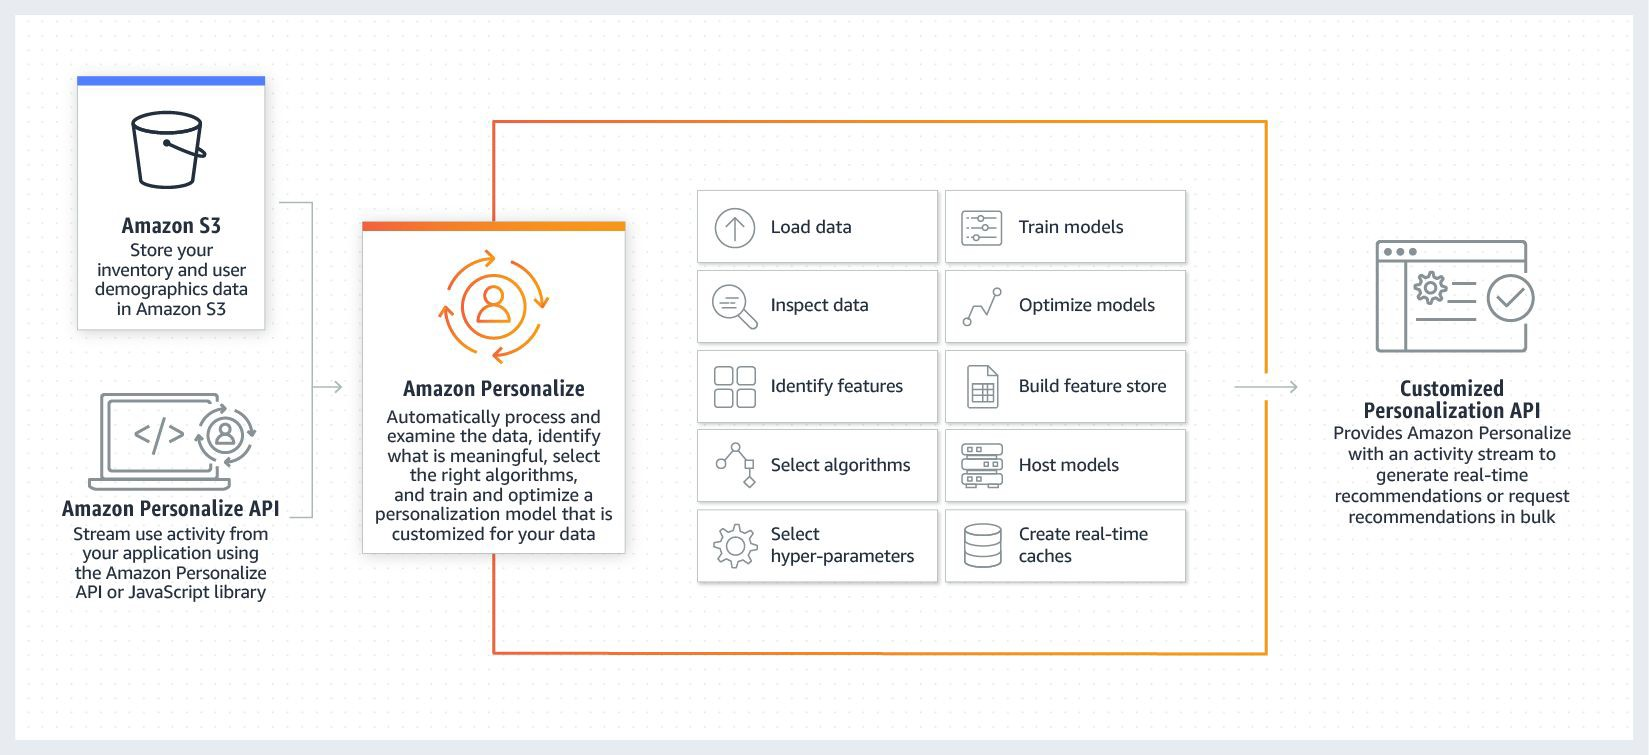 Amazon S3
Store your
inventory and user
demographics data
in Amazon S3
</>
Amazon Personalize API
Stream use activity from
your application using
the Amazon Personalize
API or JavaScript library
Amazon Personalize
Automatically process and
examine the data, identify
what is meaningful, select
the right algorithms,
and train and optimize a
personalization model that is
customized for your data
Load data
Train models
Inspect data
Optimize models
Identify features
Build feature store
Select algorithms
Host models
Select
hyper-parameters
Create real-time
caches
Customized
Personalization API
Provides Amazon Personalize
with an activity stream to
generate real-time
recommendations or request
recommendations in bulk